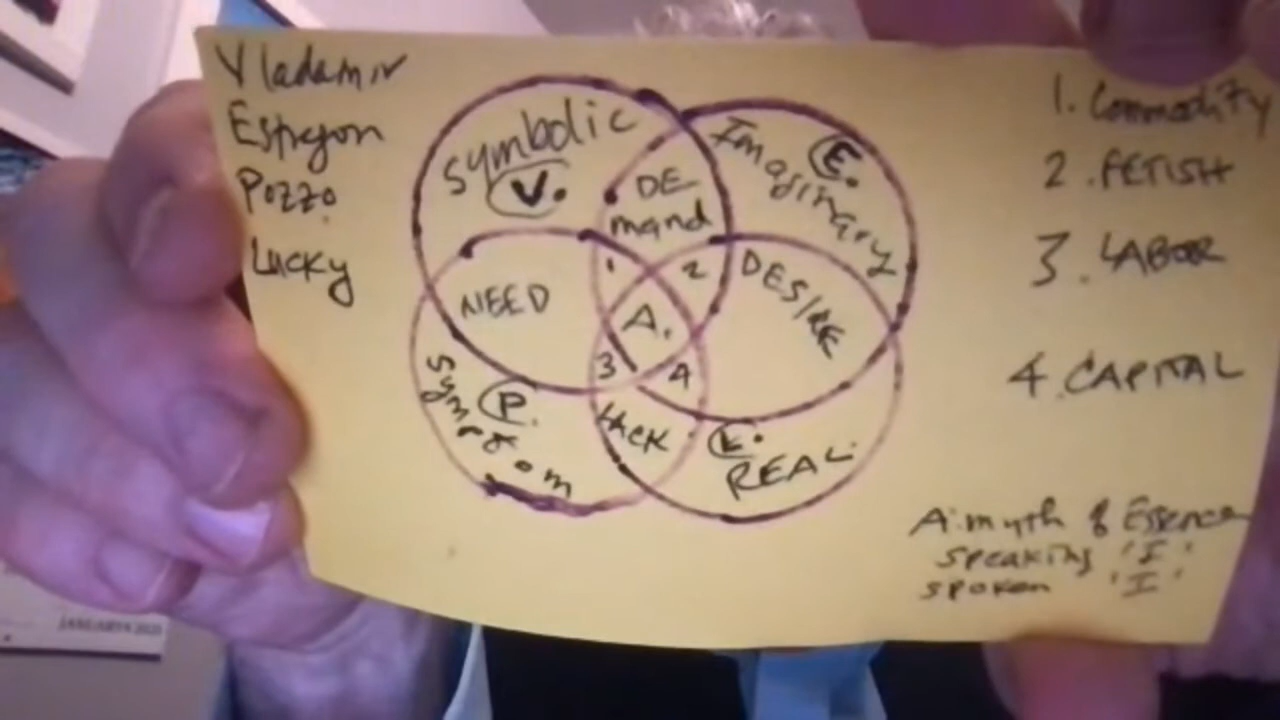 Vladamir
Estragon
Pozzo
Lucky
Symbolic
V.
DE
mand
Imaginary
E.
NEED
1
2
DESIRE
A.
3
4
Symptom
P.
LACK
L.
REAL
1. Commodity
2. FETISH
3. LABOR
4. CAPITAL
A: myth of Essence
speaking 'I'
spoken 'I'
JANUARY